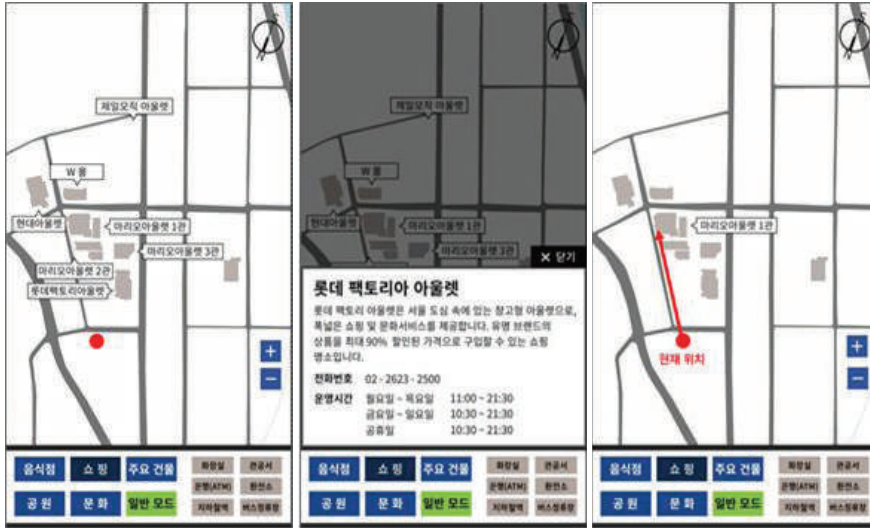 제일모직 아울렛
W 몰
현대아울렛
마리오아울렛 1관
마리오아울렛 3관
마리오아울렛 2관
롯데팩토리아울렛
음식점
쇼 핑
주요 건물
화장실
관공서
은행(ATM)
환전소
공 원
문 화
일반 모드
지하철역
버스정류장
제일모직 아울렛
W 몰
현대아울렛
마리오아울렛 1관
마리오아울렛 3관
✕ 닫기
롯데 팩토리아 아울렛
롯데 팩토리 아울렛은 서울 도심 속에 있는 창고형 아울렛으로,
폭넓은 쇼핑 및 문화서비스를 제공합니다. 유명 브랜드의
상품을 최대 90% 할인된 가격으로 구입할 수 있는 쇼핑
명소입니다.
전화번호 02 - 2623 - 2500
운영시간 월요일 ~ 목요일 11:00 ~ 21:30
금요일 ~ 일요일 10:30 ~ 21:30
공휴일 10:30 ~ 21:30
음식점
쇼 핑
주요 건물
화장실
관공서
은행(ATM)
환전소
공 원
문 화
일반 모드
지하철역
버스정류장
마리오아울렛 1관
현재 위치
음식점
쇼 핑
주요 건물
화장실
관공서
은행(ATM)
환전소
공 원
문 화
일반 모드
지하철역
버스정류장